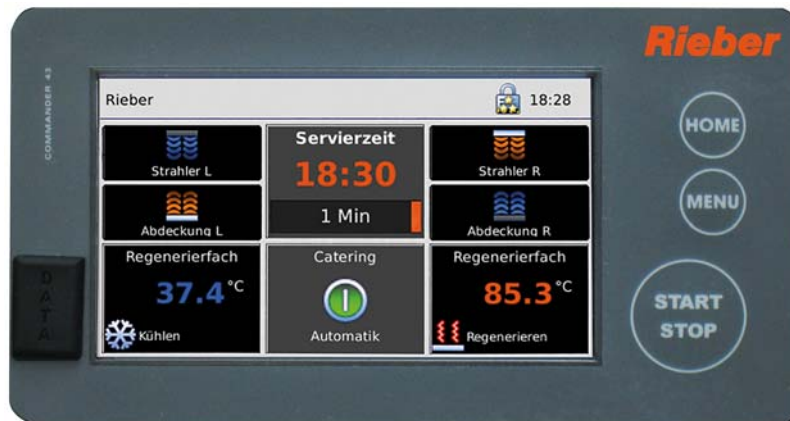 Rieber
COMMANDER 43
Rieber 18:28
HOME
MENU
START
STOP
DATA
Strahler L
Servierzeit
18:30
1 Min
Strahler R
Abdeckung L
Abdeckung R
Regenerierfach
37.4 °C
Kühlen
Catering
Automatik
Regenerierfach
85.3 °C
Regenerieren